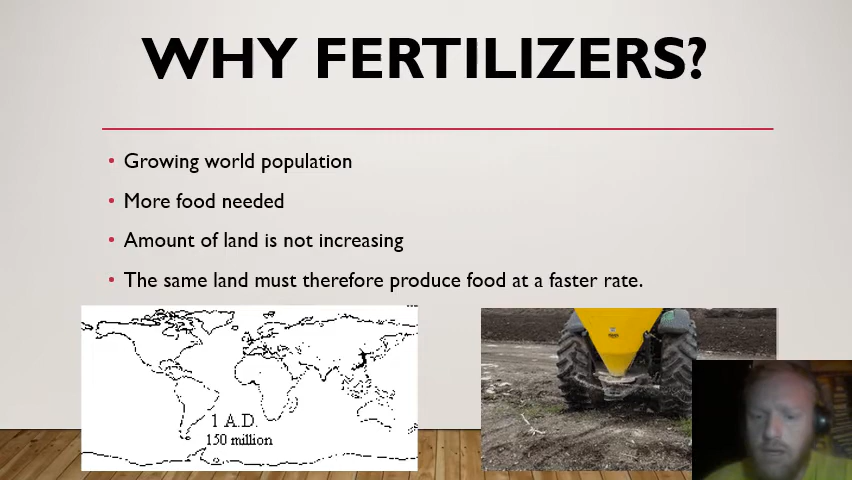 WHY FERTILIZERS?
• Growing world population
• More food needed
• Amount of land is not increasing
• The same land must therefore produce food at a faster rate.
1 A.D.
150 million